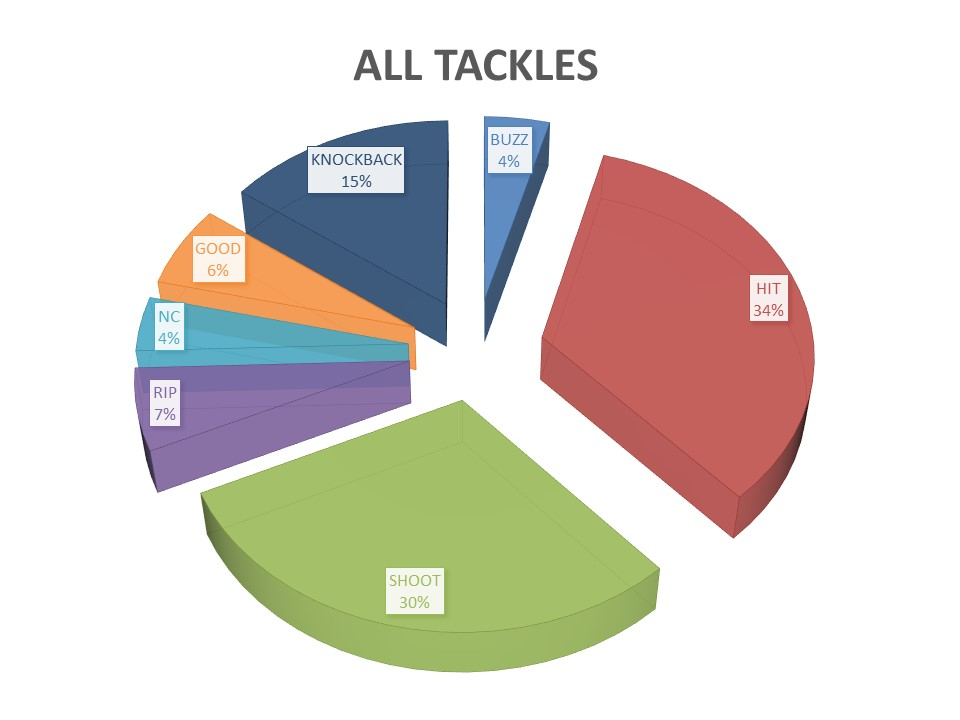 ALL TACKLES
BUZZ
4%
HIT
34%
SHOOT
30%
RIP
7%
NC
4%
GOOD
6%
KNOCKBACK
15%